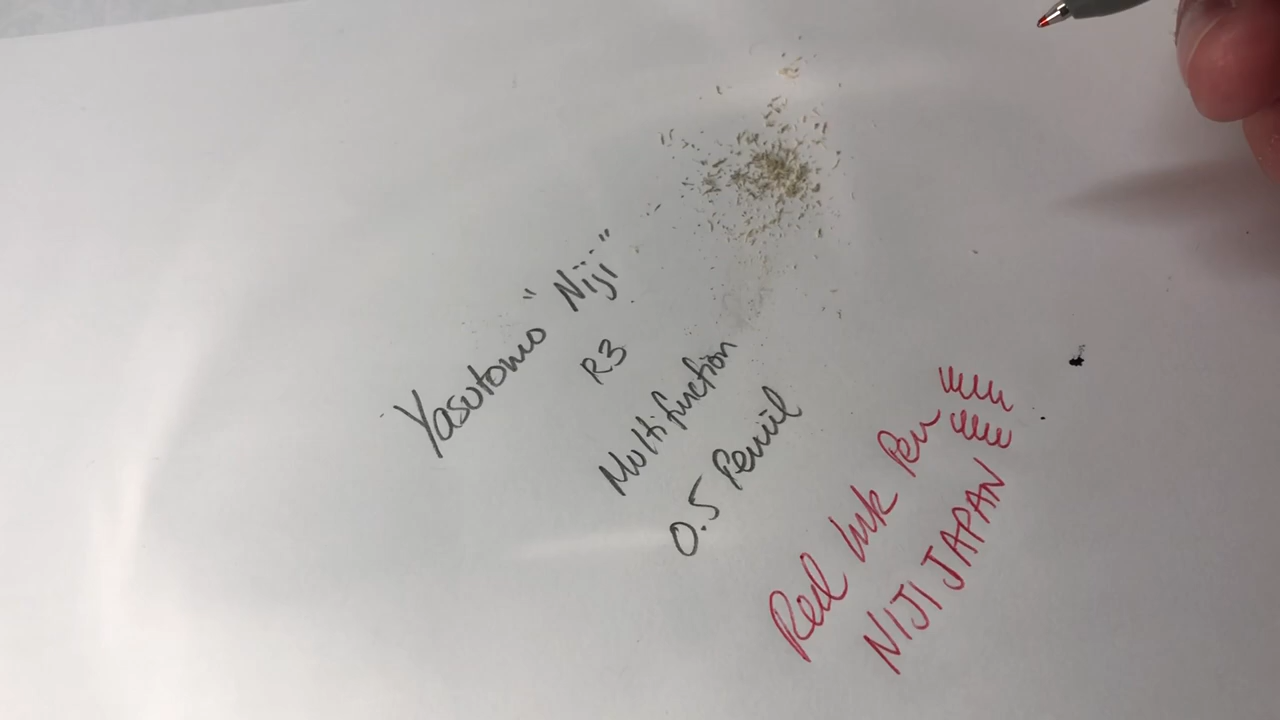 Yasutomo "Niji"
R3
Multifunction
0.5 Pencil
Red Ink Pen
NIJI JAPAN